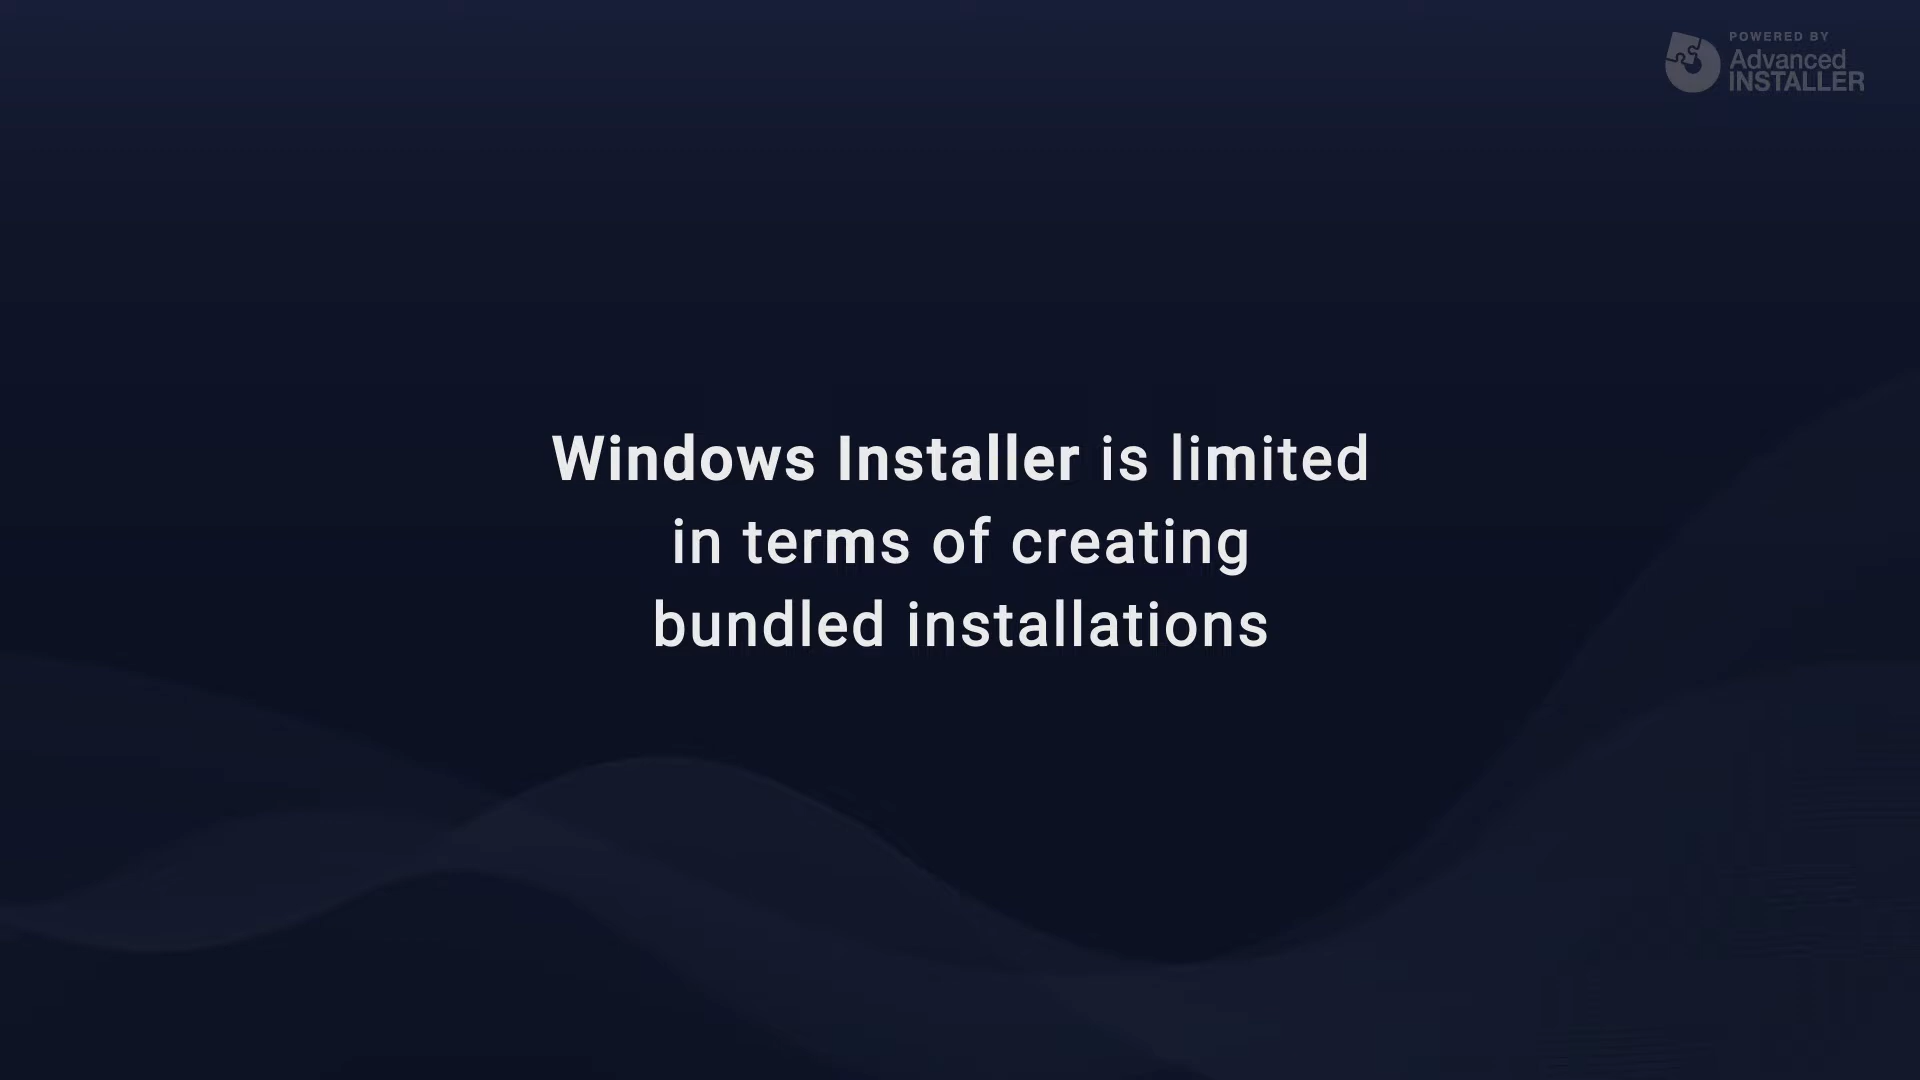 POWERED BY
Advanced
INSTALLER
Windows Installer is limited
in terms of creating
bundled installations